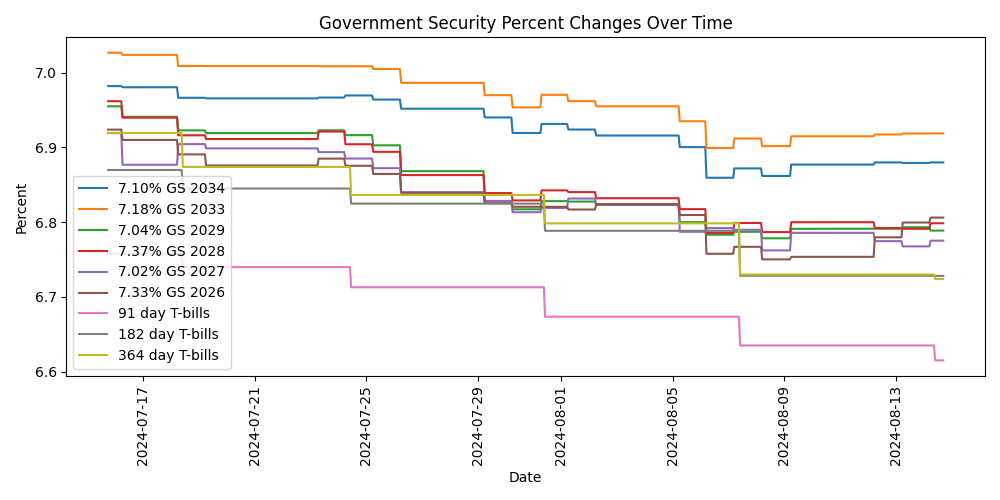 Government Security Percent Changes Over Time
Percent
7.0
6.9
6.8
6.7
6.6
7.10% GS 2034
7.18% GS 2033
7.04% GS 2029
7.37% GS 2028
7.02% GS 2027
7.33% GS 2026
91 day T-bills
182 day T-bills
364 day T-bills
2024-07-17
2024-07-21
2024-07-25
2024-07-29
2024-08-01
2024-08-05
2024-08-09
2024-08-13
Date